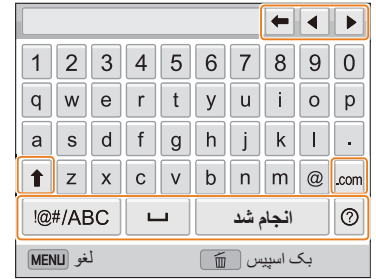 1 2 3 4 5 6 7 8 9 0
q w e r t y u i o p
a s d f g h j k l .
z x c v b n m @ .com
!@#/ABC انجام شد ?
MENU لغو بک اسپیس